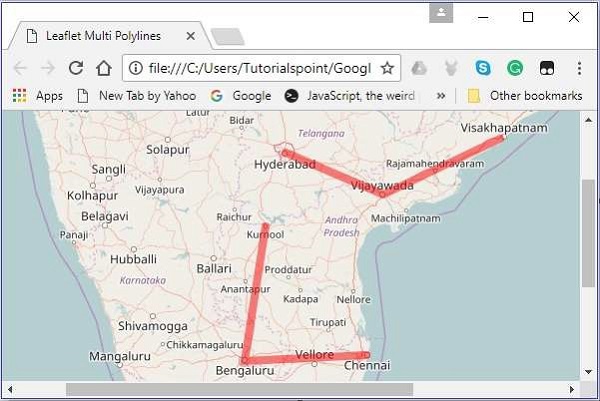 Leaflet Multi Polylines
file:///C:/Users/Tutorialspoint/Googl
Apps New Tab by Yahoo Google JavaScript, the weird » Other bookmarks
Latur
Bidar
Telangana
Visakhapatnam
Solapur
Hyderabad
Rajamahendravaram
Sangli
Vijayapura
Vijayawada
Kolhapur
Belagavi
Raichur
Andhra
Pradesh
Machilipatnam
Panaji
Kurnool
Hubballi
Ballari
Proddatur
Karnataka
Anantapur
Kadapa
Nellore
Shivamogga
Tirupati
Chikkamagaluru
Mangaluru
Vellore
Bengaluru
Chennai